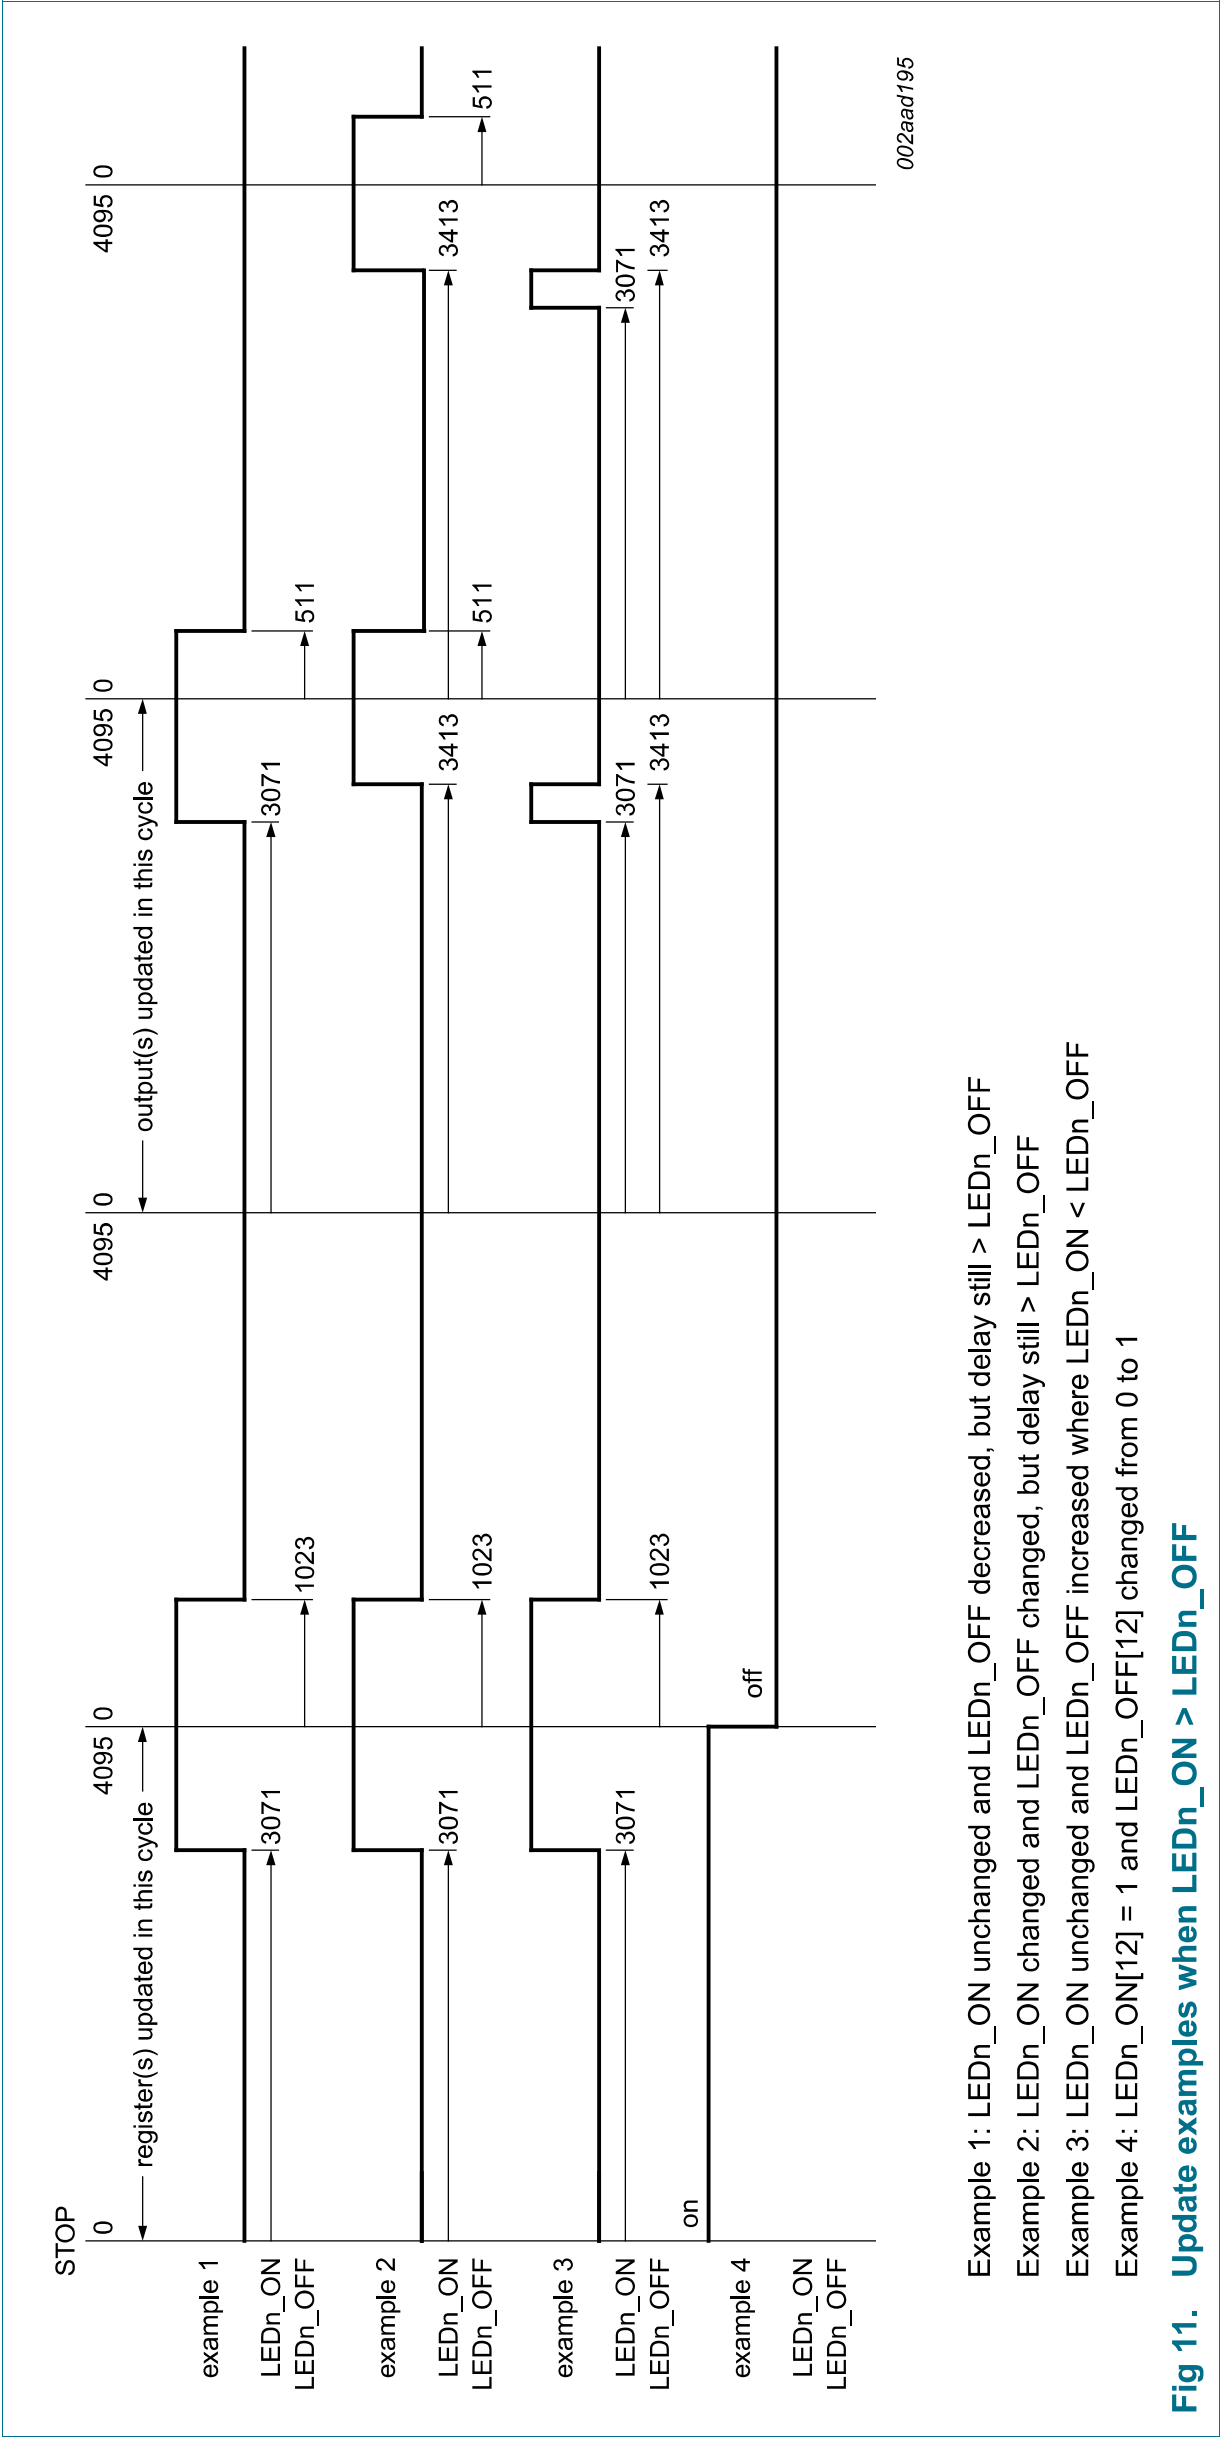 STOP
0
4095 0
4095 0
4095 0
4095 0
register(s) updated in this cycle
output(s) updated in this cycle
example 1
LEDn_ON
3071
3071
LEDn_OFF
1023
511
example 2
LEDn_ON
3071
3413
3413
LEDn_OFF
1023
511
511
example 3
LEDn_ON
3071
3071
3071
LEDn_OFF
1023
3413
3413
on
off
example 4
LEDn_ON
LEDn_OFF
002aad195
Example 1: LEDn_ON unchanged and LEDn_OFF decreased, but delay still > LEDn_OFF
Example 2: LEDn_ON changed and LEDn_OFF changed, but delay still > LEDn_OFF
Example 3: LEDn_ON unchanged and LEDn_OFF increased where LEDn_ON < LEDn_OFF
Example 4: LEDn_ON[12] = 1 and LEDn_OFF[12] changed from 0 to 1
Fig 11. Update examples when LEDn_ON > LEDn_OFF